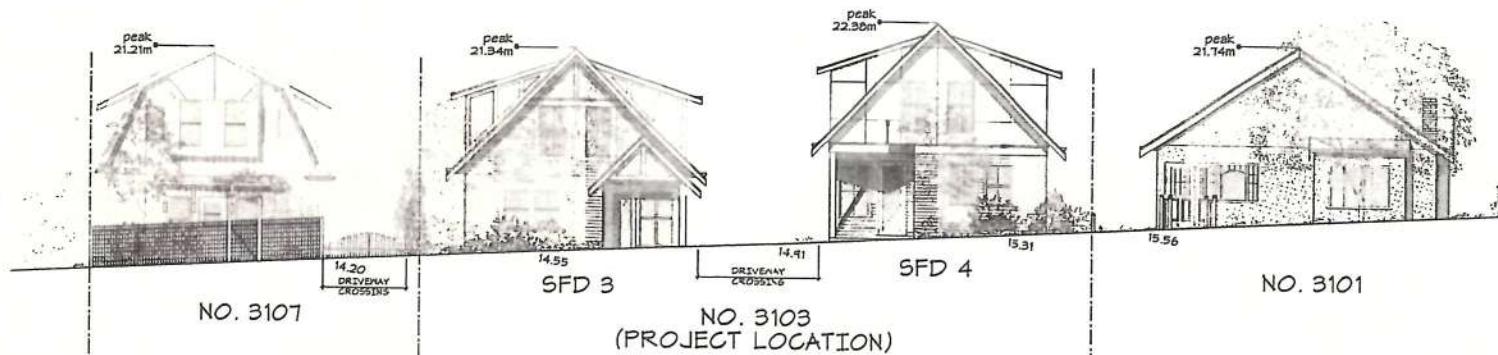 peak
21.21m
peak
21.34m
peak
22.38m
peak
21.74m
14.20
DRIVEWAY
CROSSING
14.55
14.91
DRIVEWAY
CROSSING
15.31
15.56
SFD 3
SFD 4
NO. 3107
NO. 3103
(PROJECT LOCATION)
NO. 3101